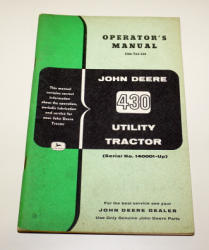 OPERATOR'S
MANUAL
JOHN DEERE
This manual
contains correct
information
about the operation,
periodic lubrication
and service for
your John Deere
Tractor
430
UTILITY
TRACTOR
(Serial No. 140001-Up)
For the best service see your
JOHN DEERE DEALER
Use Only Genuine John Deere Parts